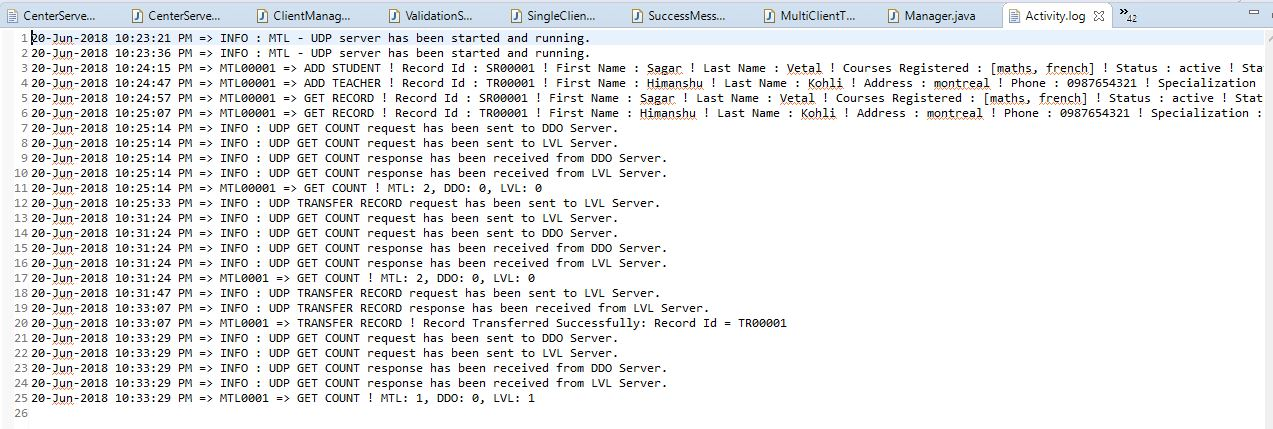 CenterServe... CenterServe... ClientManag... ValidationS... SingleClien... SuccessMess... MultiClientT... Manager.java Activity.log »42
1 20-Jun-2018 10:23:21 PM => INFO : MTL - UDP server has been started and running.
2 20-Jun-2018 10:23:36 PM => INFO : MTL - UDP server has been started and running.
3 20-Jun-2018 10:24:15 PM => MTL00001 => ADD STUDENT ! Record Id : SR00001 ! First Name : Sagar ! Last Name : Vetal ! Courses Registered : [maths, french] ! Status : active ! Sta
4 20-Jun-2018 10:24:47 PM => MTL00001 => ADD TEACHER ! Record Id : TR00001 ! First Name : Himanshu ! Last Name : Kohli ! Address : montreal ! Phone : 0987654321 ! Specialization
5 20-Jun-2018 10:24:57 PM => MTL00001 => GET RECORD ! Record Id : SR00001 ! First Name : Sagar ! Last Name : Vetal ! Courses Registered : [maths, french] ! Status : active ! Stat
6 20-Jun-2018 10:25:07 PM => MTL00001 => GET RECORD ! Record Id : TR00001 ! First Name : Himanshu ! Last Name : Kohli ! Address : montreal ! Phone : 0987654321 ! Specialization :
7 20-Jun-2018 10:25:14 PM => INFO : UDP GET COUNT request has been sent to DDO Server.
8 20-Jun-2018 10:25:14 PM => INFO : UDP GET COUNT request has been sent to LVL Server.
9 20-Jun-2018 10:25:14 PM => INFO : UDP GET COUNT response has been received from DDO Server.
10 20-Jun-2018 10:25:14 PM => INFO : UDP GET COUNT response has been received from LVL Server.
11 20-Jun-2018 10:25:14 PM => MTL00001 => GET COUNT ! MTL: 2, DDO: 0, LVL: 0
12 20-Jun-2018 10:25:33 PM => INFO : UDP TRANSFER RECORD request has been sent to LVL Server.
13 20-Jun-2018 10:31:24 PM => INFO : UDP GET COUNT request has been sent to LVL Server.
14 20-Jun-2018 10:31:24 PM => INFO : UDP GET COUNT request has been sent to DDO Server.
15 20-Jun-2018 10:31:24 PM => INFO : UDP GET COUNT response has been received from DDO Server.
16 20-Jun-2018 10:31:24 PM => INFO : UDP GET COUNT response has been received from LVL Server.
17 20-Jun-2018 10:31:24 PM => MTL0001 => GET COUNT ! MTL: 2, DDO: 0, LVL: 0
18 20-Jun-2018 10:31:47 PM => INFO : UDP TRANSFER RECORD request has been sent to LVL Server.
19 20-Jun-2018 10:33:07 PM => INFO : UDP TRANSFER RECORD response has been received from LVL Server.
20 20-Jun-2018 10:33:07 PM => MTL0001 => TRANSFER RECORD ! Record Transferred Successfully: Record Id = TR00001
21 20-Jun-2018 10:33:29 PM => INFO : UDP GET COUNT request has been sent to DDO Server.
22 20-Jun-2018 10:33:29 PM => INFO : UDP GET COUNT request has been sent to LVL Server.
23 20-Jun-2018 10:33:29 PM => INFO : UDP GET COUNT response has been received from DDO Server.
24 20-Jun-2018 10:33:29 PM => INFO : UDP GET COUNT response has been received from LVL Server.
25 20-Jun-2018 10:33:29 PM => MTL0001 => GET COUNT ! MTL: 1, DDO: 0, LVL: 1
26